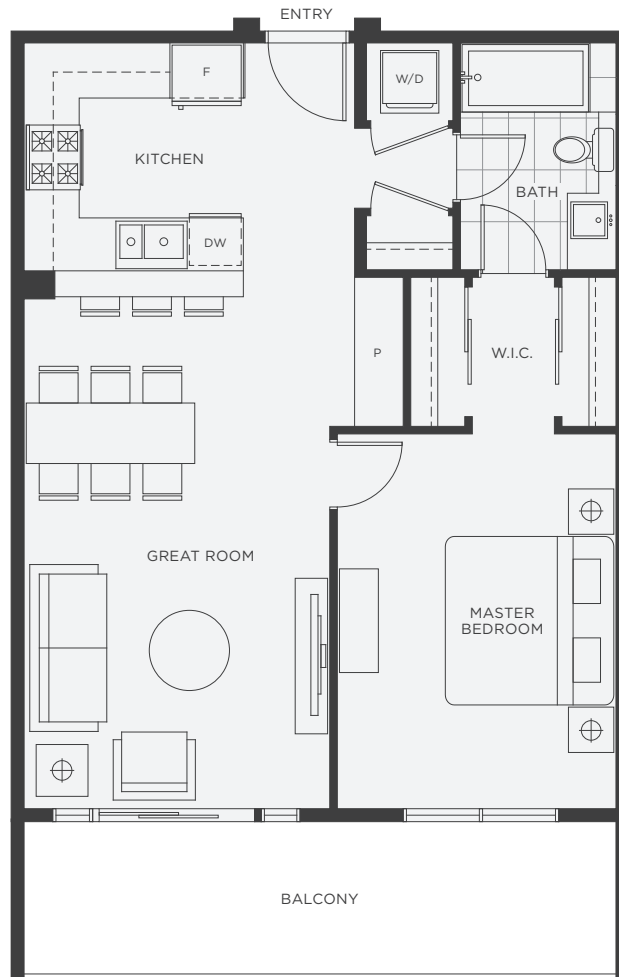 ENTRY
F
W/D
KITCHEN
BATH
DW
P
W.I.C.
GREAT ROOM
MASTER
BEDROOM
BALCONY